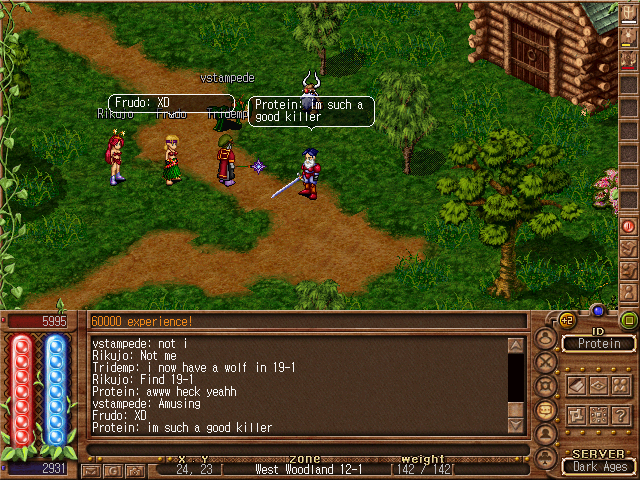 vstampede
Frudo: XD
Protein: im such a
good killer
Rikujo
Frudo
Tridemp
5995
60000 experience!
vstampede: not i
Rikujo: Not me
Tridemp: i now have a wolf in 19-1
Rikujo: Find 19-1
Protein: awww heck yeahh
vstampede: Amusing
Frudo: XD
Protein: im such a good killer
+2
ID
Protein
SERVER
Dark Ages
2931
x y zone weight
24, 23 West Woodland 12-1 142 / 142